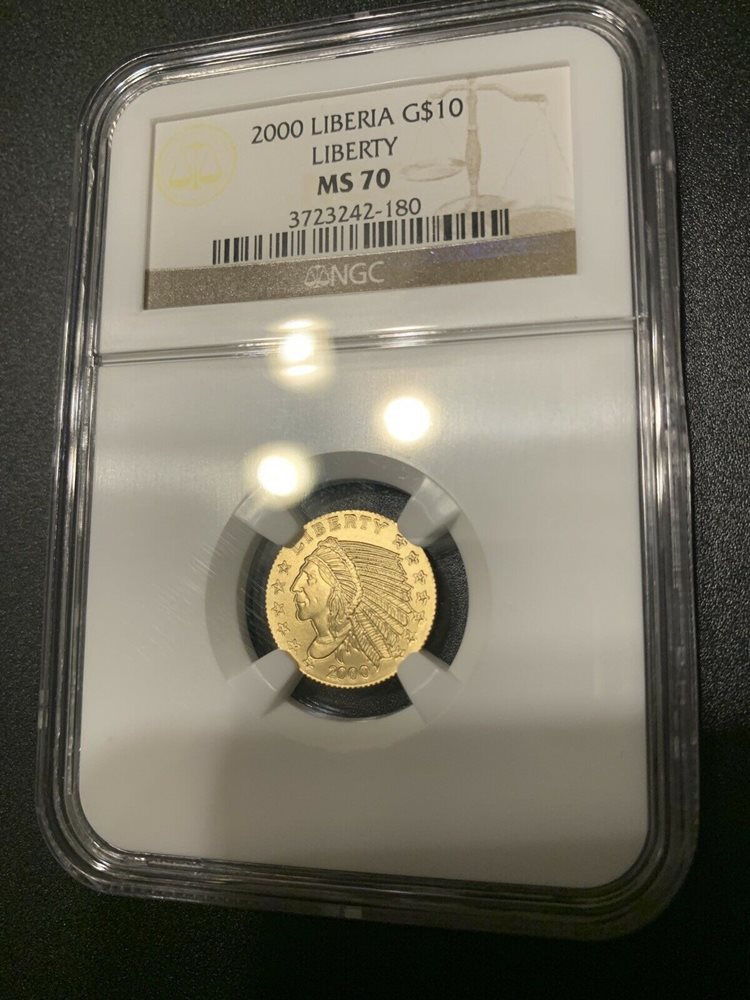 2000 LIBERIA G$10
LIBERTY
MS 70
3723242-180
NGC
LIBERTY
2000